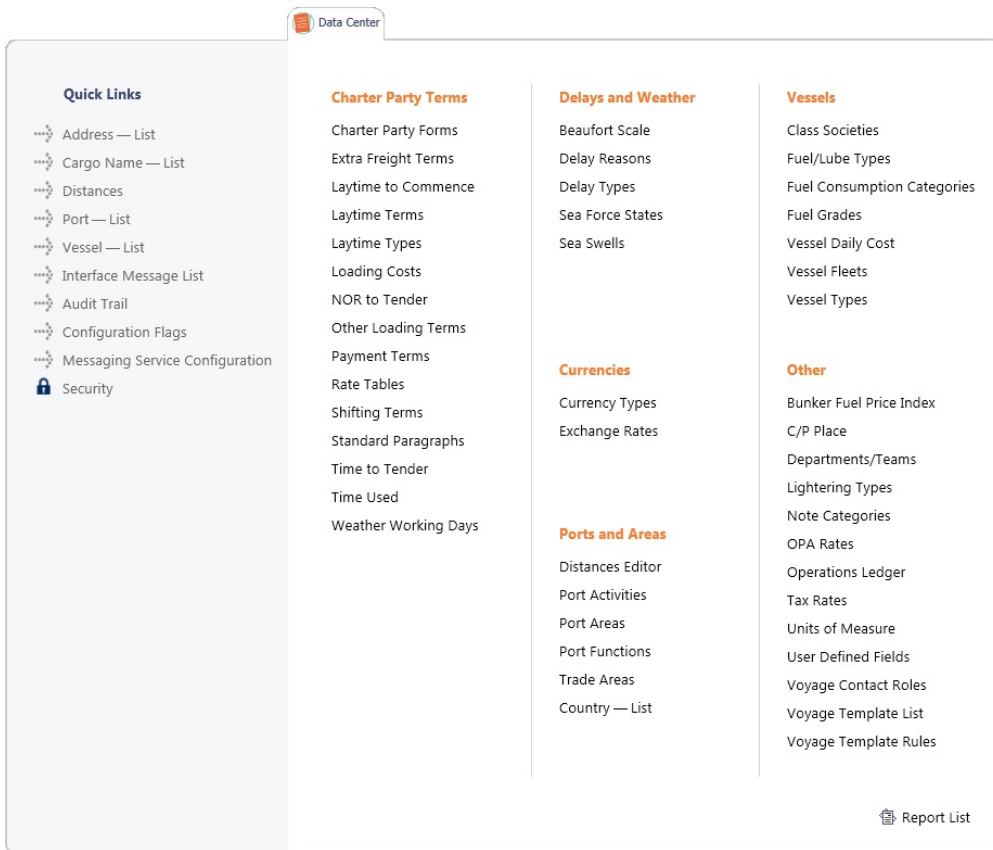 Data Center
Quick Links
Address — List
Cargo Name — List
Distances
Port — List
Vessel — List
Interface Message List
Audit Trail
Configuration Flags
Messaging Service Configuration
Security
Charter Party Terms
Charter Party Forms
Extra Freight Terms
Laytime to Commence
Laytime Terms
Laytime Types
Loading Costs
NOR to Tender
Other Loading Terms
Payment Terms
Rate Tables
Shifting Terms
Standard Paragraphs
Time to Tender
Time Used
Weather Working Days
Delays and Weather
Beaufort Scale
Delay Reasons
Delay Types
Sea Force States
Sea Swells
Currencies
Currency Types
Exchange Rates
Ports and Areas
Distances Editor
Port Activities
Port Areas
Port Functions
Trade Areas
Country — List
Vessels
Class Societies
Fuel/Lube Types
Fuel Consumption Categories
Fuel Grades
Vessel Daily Cost
Vessel Fleets
Vessel Types
Other
Bunker Fuel Price Index
C/P Place
Departments/Teams
Lightering Types
Note Categories
OPA Rates
Operations Ledger
Tax Rates
Units of Measure
User Defined Fields
Voyage Contact Roles
Voyage Template List
Voyage Template Rules
Report List